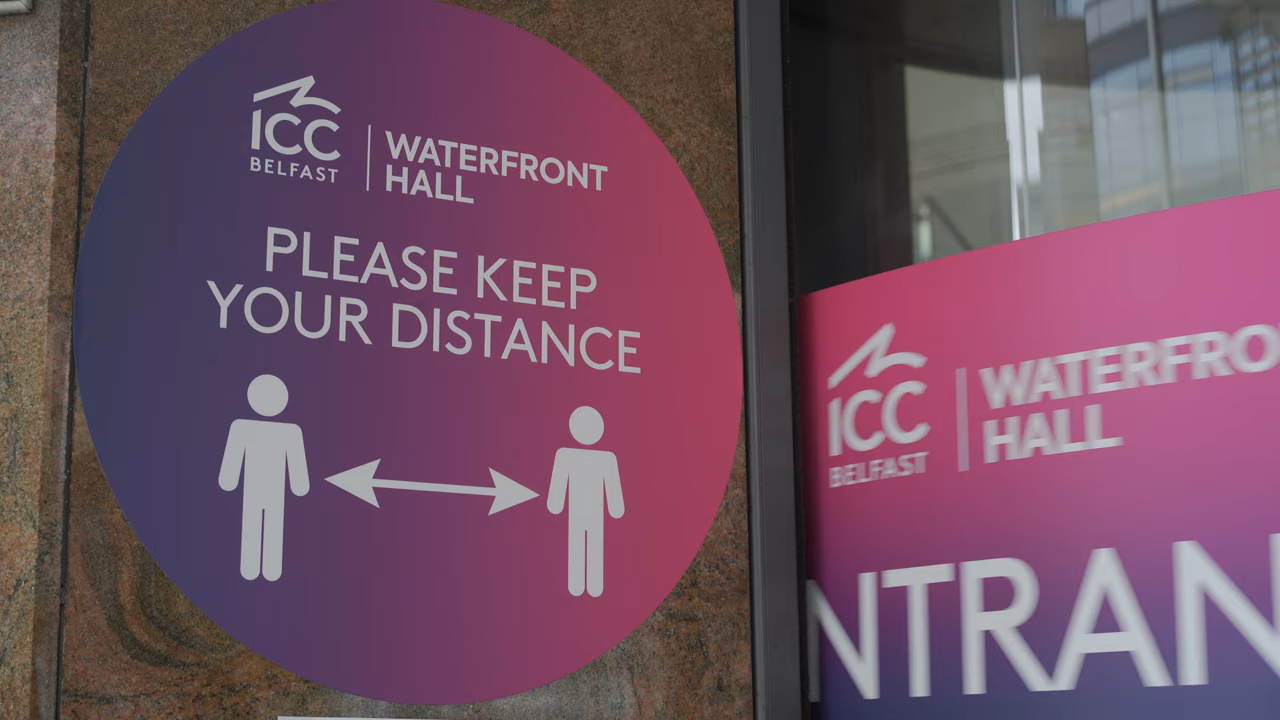 ICC
BELFAST
WATERFRONT
HALL
PLEASE KEEP
YOUR DISTANCE
ICC
BELFAST
WATERFRO
HALL
NTRAN